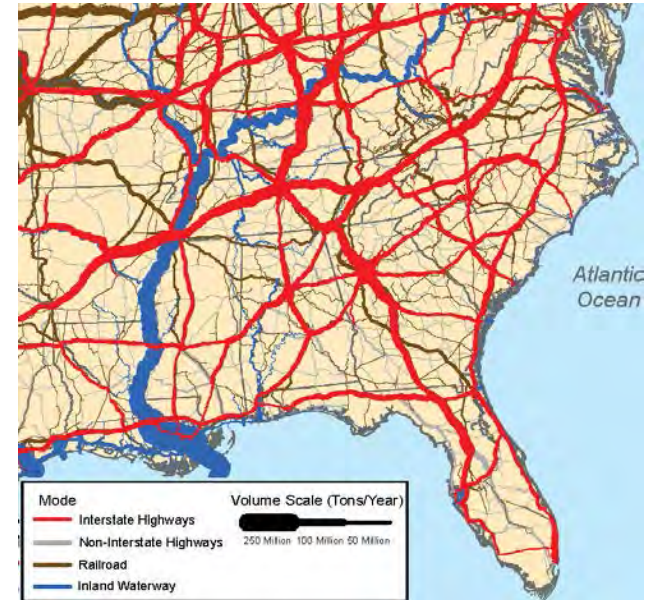 Atlantic
Ocean
Mode
Volume Scale (Tons/Year)
Interstate Highways
Non-Interstate Highways
250 Million 100 Million 50 Million
Railroad
Inland Waterway